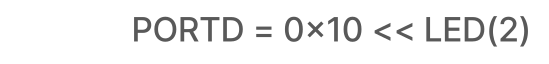 PORTD = 0×10 << LED(2)